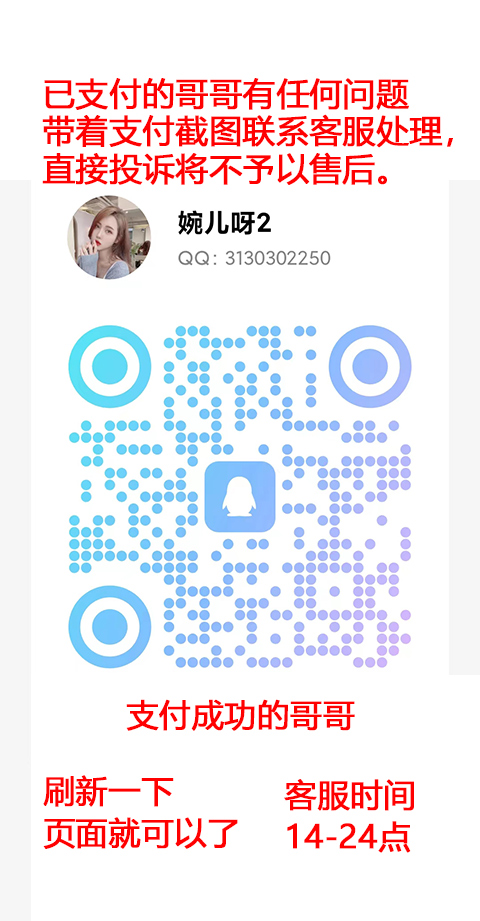 已支付的哥哥有任何问题
带着支付截图联系客服处理，
直接投诉将不予以售后。
婉儿呀2
QQ：3130302250
支付成功的哥哥
刷新一下
页面就可以了
客服时间
14-24点